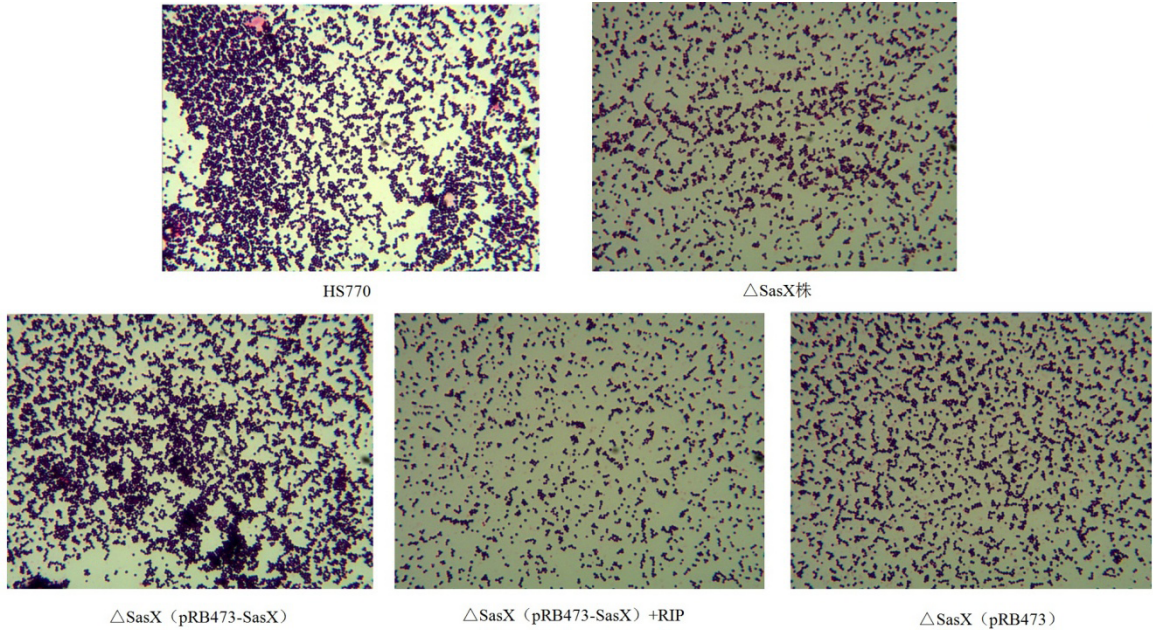 HS770
△SasX株
△SasX（pRB473-SasX）
△SasX（pRB473-SasX）+RIP
△SasX（pRB473）